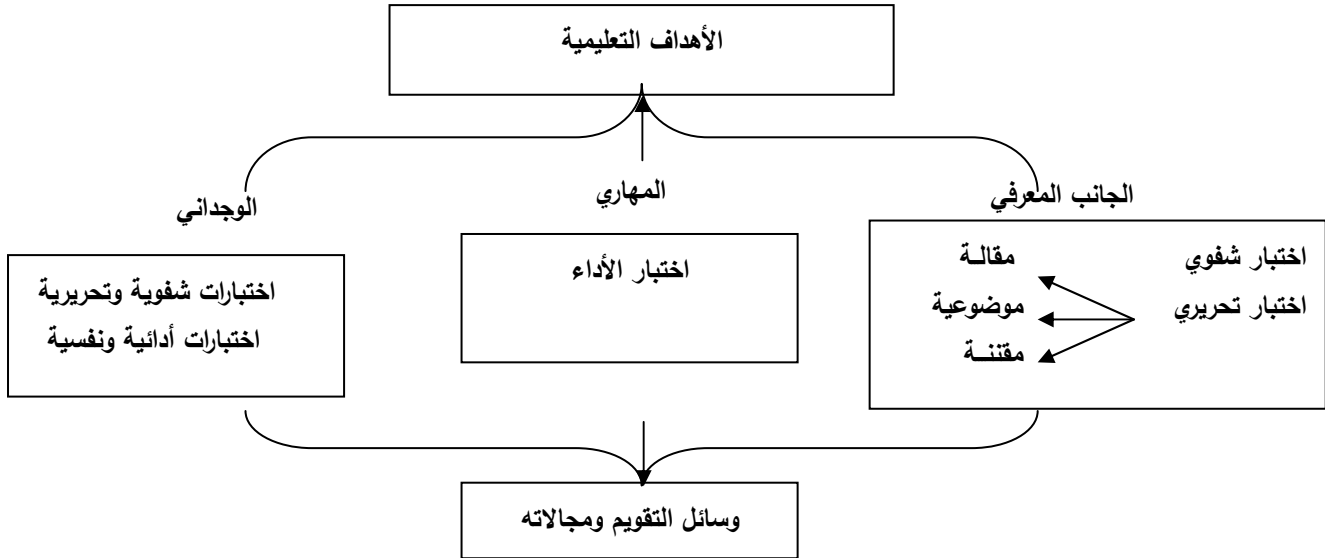 الأهداف التعليمية
الجانب المعرفي
المهاري
الوجداني
اختبار شفوي
اختبار تحريري
مقالـة
موضوعية
مقننــة
اختبار الأداء
اختبارات شفوية وتحريرية
اختبارات أدائية ونفسية
وسائل التقويم ومجالاته